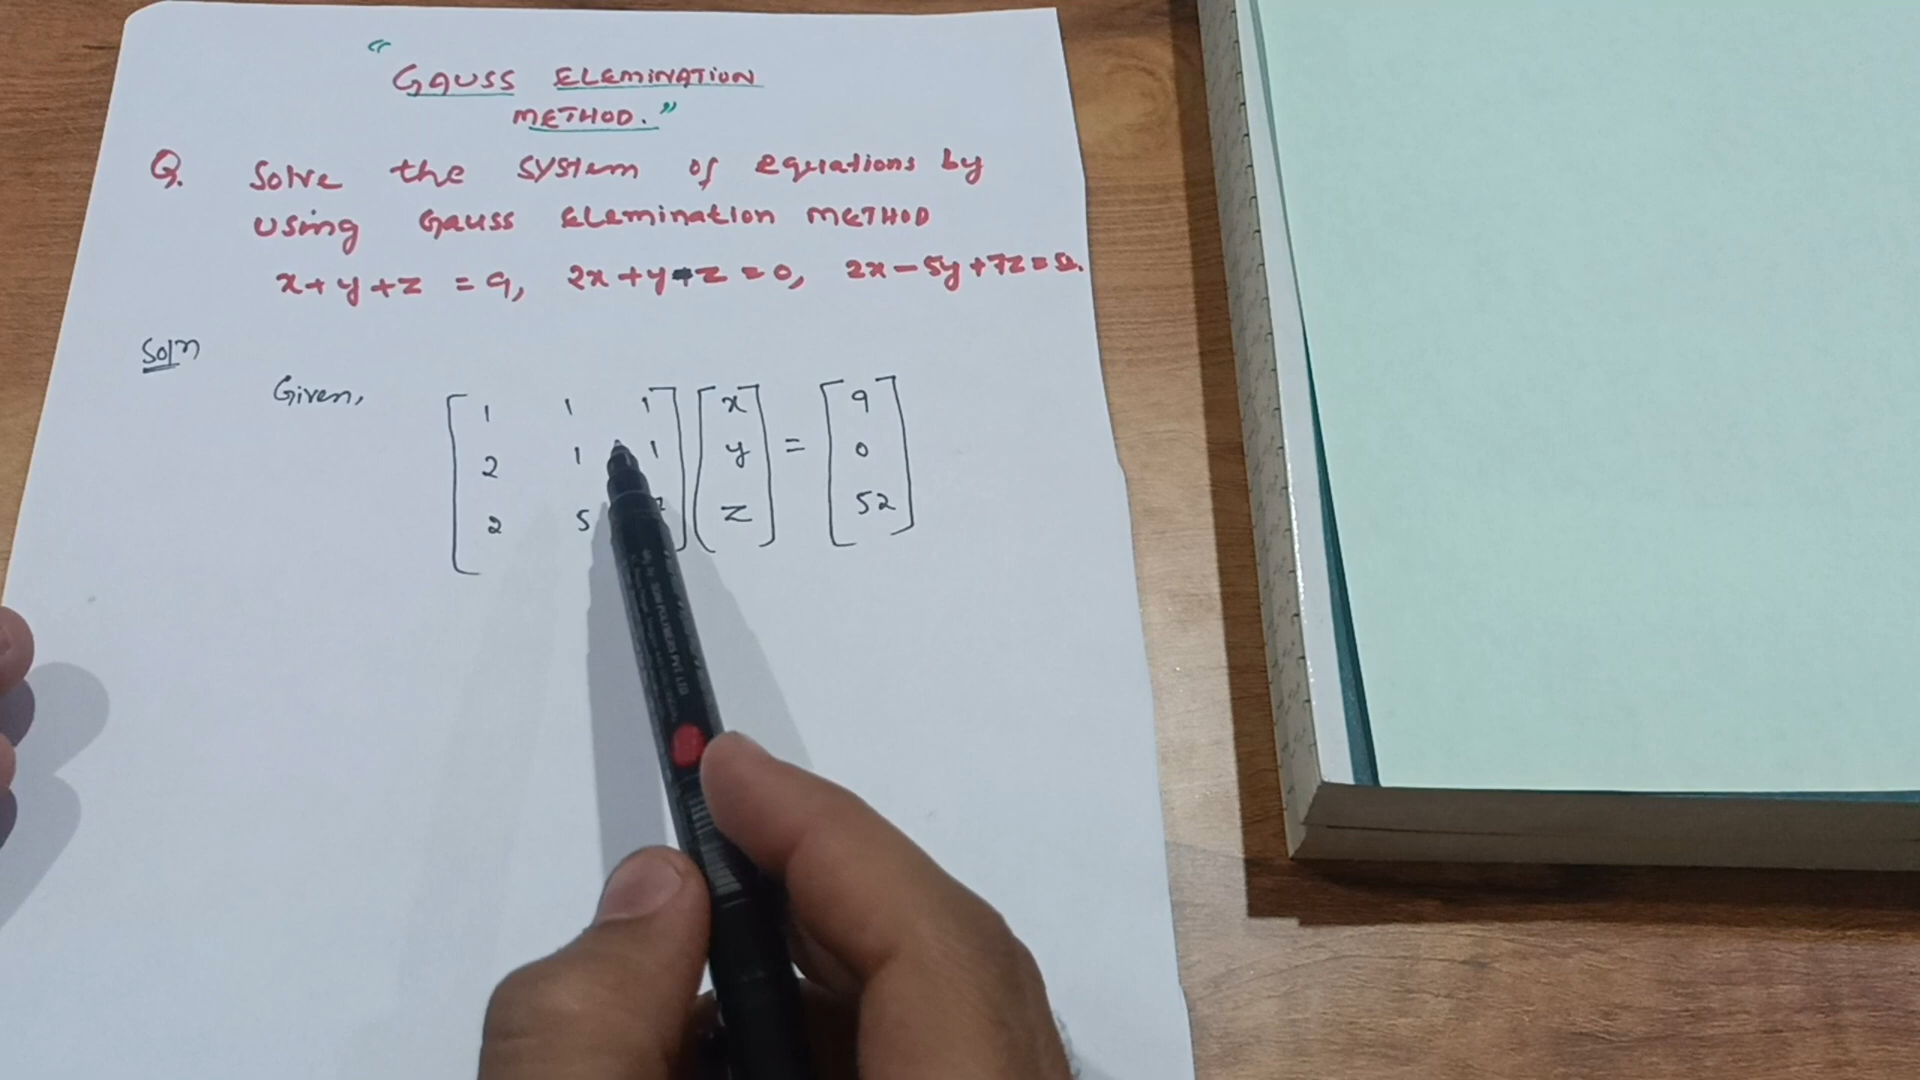 "GAUSS ELEMINATION
METHOD."
Q. Solve the system of equations by
using Gauss Elemination METHOD
x+y+z = 9, 2x+y+z=0, 2x-5y+7z=52.
Soln
Given, [1 1 1] [x] = [9]
[2 1 1] [y] [0]
[2 5] [z] [52]